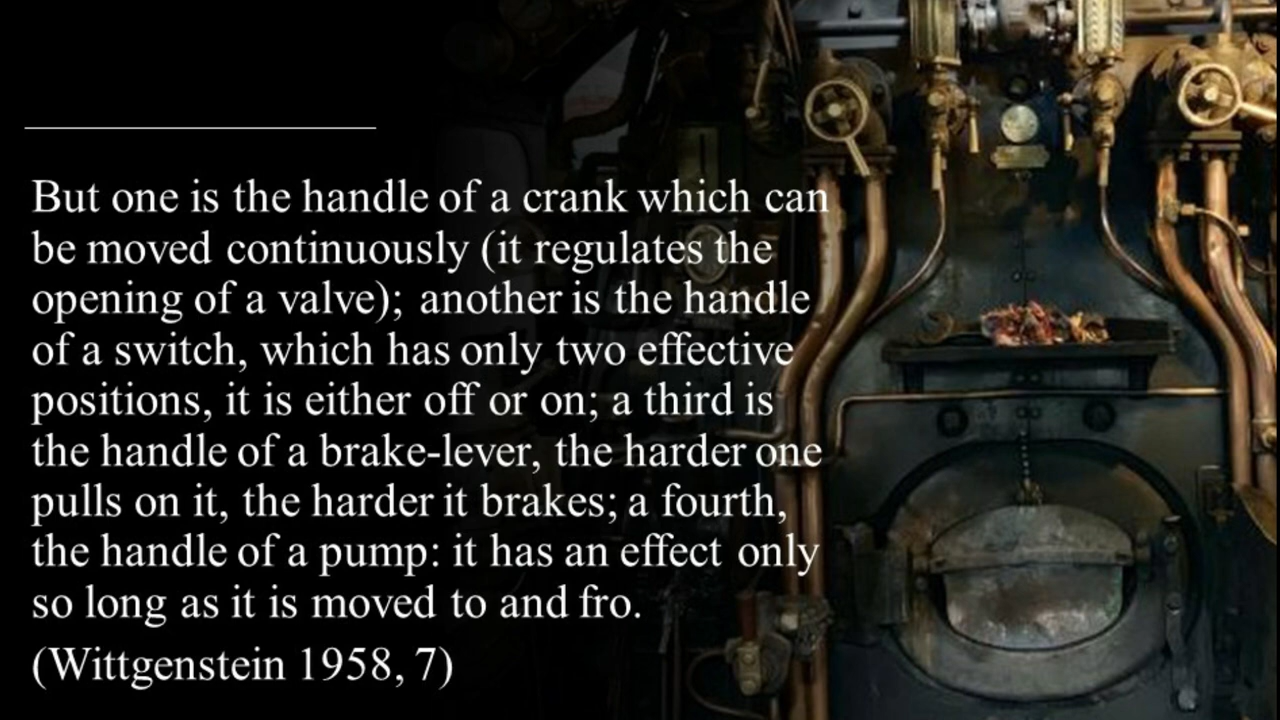 But one is the handle of a crank which can
be moved continuously (it regulates the
opening of a valve); another is the handle
of a switch, which has only two effective
positions, it is either off or on; a third is
the handle of a brake-lever, the harder one
pulls on it, the harder it brakes; a fourth,
the handle of a pump: it has an effect only
so long as it is moved to and fro.
(Wittgenstein 1958, 7)